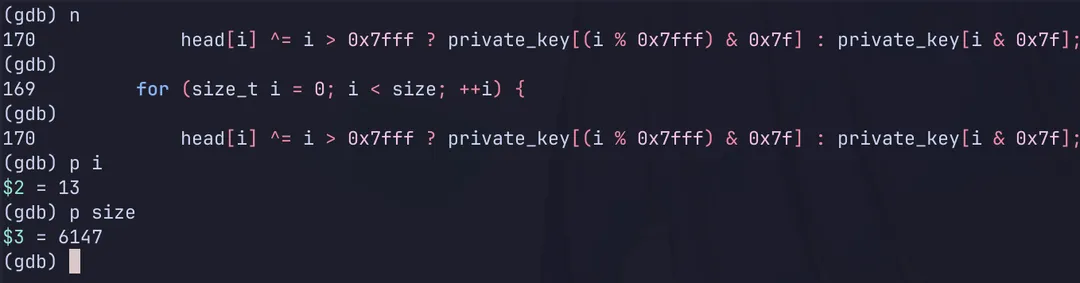 (gdb) n
170             head[i] ^= i > 0x7fff ? private_key[(i % 0x7fff) & 0x7f] : private_key[i & 0x7f];
(gdb)
169         for (size_t i = 0; i < size; ++i) {
(gdb)
170             head[i] ^= i > 0x7fff ? private_key[(i % 0x7fff) & 0x7f] : private_key[i & 0x7f];
(gdb) p i
$2 = 13
(gdb) p size
$3 = 6147
(gdb)